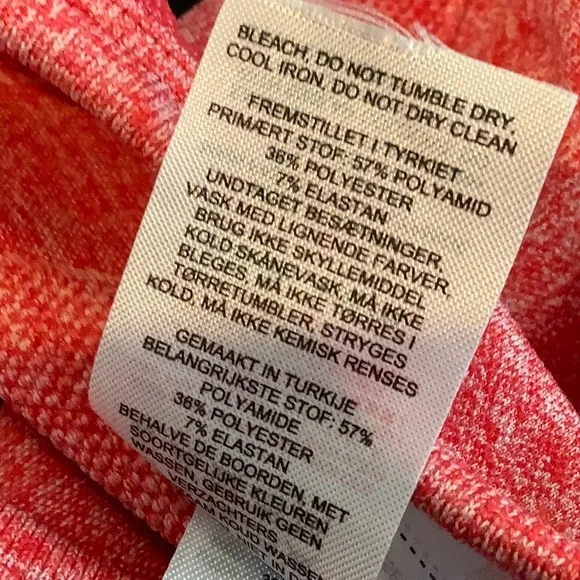 BLEACH, DO NOT TUMBLE DRY,
COOL IRON, DO NOT DRY CLEAN
FREMSTILLET I TYRKIET
PRIMÆRT STOF: 57% POLYAMID
36% POLYESTER
7% ELASTAN
UNDTAGET BESÆTNINGER,
VASK MED LIGNENDE FARVER,
BRUG IKKE SKYLLEMIDDEL
KOLD SKÅNEVASK, MÅ IKKE
BLEGES, MÅ IKKE TØRRES I
TØRRETUMBLER, STRYGES
KOLD, MÅ IKKE KEMISK RENSES
GEMAAKT IN TURKIJE
BELANGRIJKSTE STOF: 57%
POLYAMIDE
36% POLYESTER
7% ELASTAN
BEHALVE DE BOORDEN, MET
SOORTGELIJKE KLEUREN
WASSEN, GEBRUIK GEEN
VERZACHTERS
KOUD WASSEN